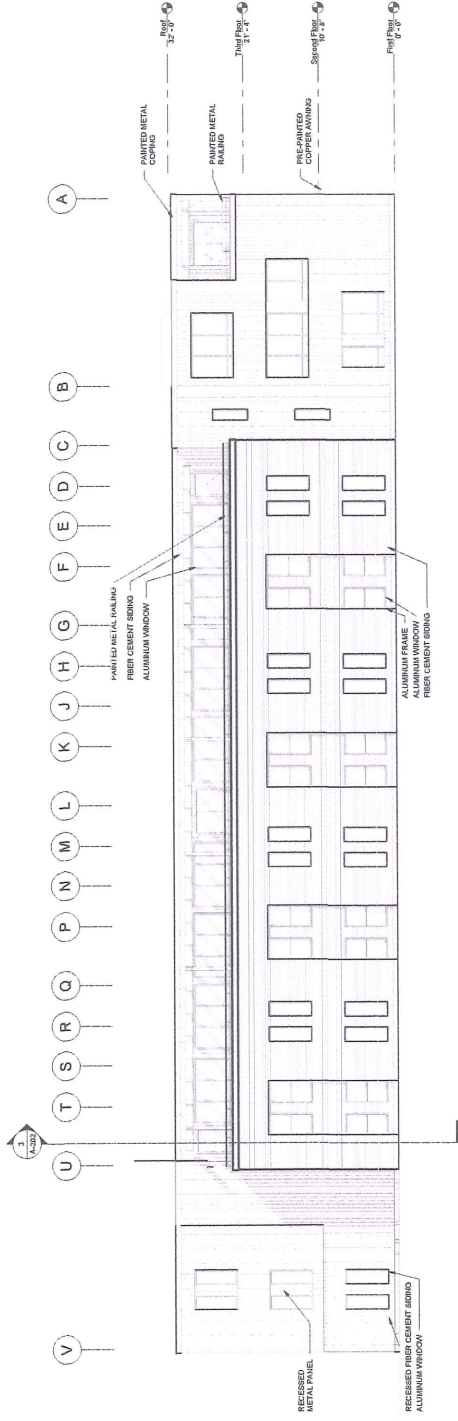 V
U
T
S
R
Q
P
N
M
L
K
J
H
G
F
E
D
C
B
A
3
A-202
Roof
32' - 0"
Third Floor
21' - 4"
Second Floor
10' - 8"
First Floor
0' - 0"
PAINTED METAL
COPING
PAINTED METAL
RAILING
PRE-PAINTED
COPPER AWNING
PAINTED METAL RAILING
FIBER CEMENT SIDING
ALUMINUM WINDOW
ALUMINUM FRAME
ALUMINUM WINDOW
FIBER CEMENT SIDING
RECESSED
METAL PANEL
RECESSED FIBER CEMENT SIDING
ALUMINUM WINDOW